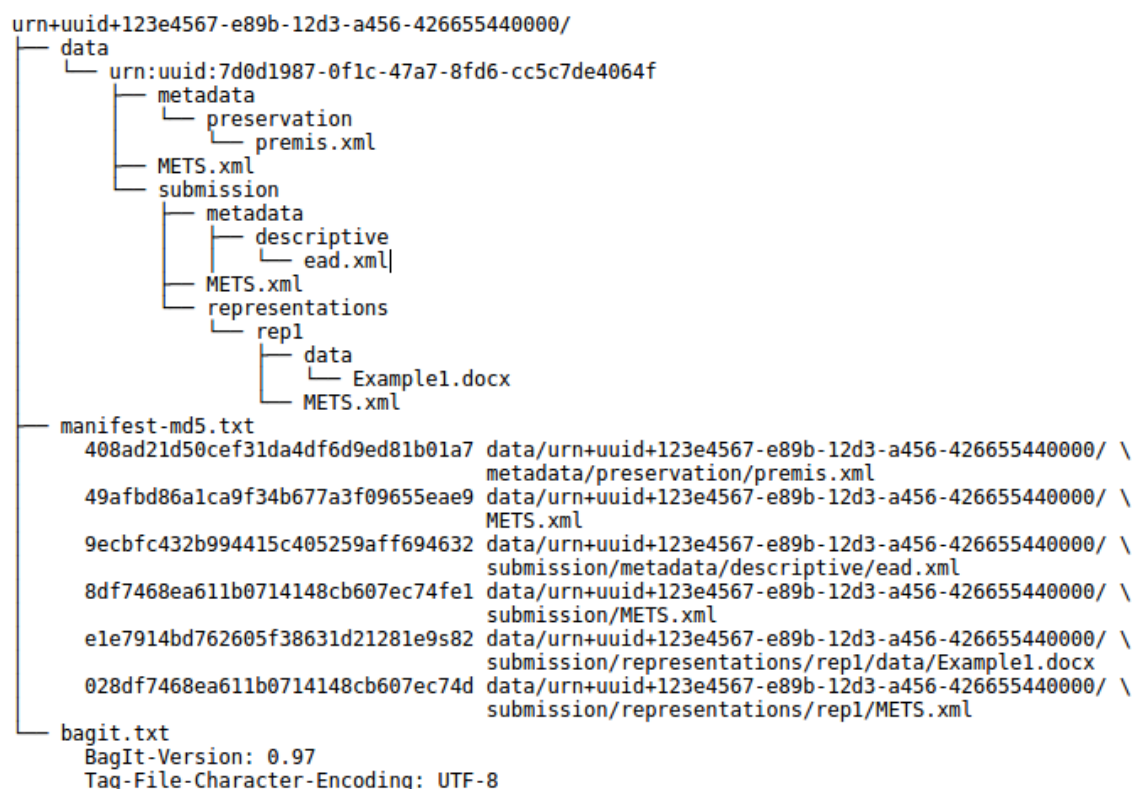 urn+uuid+123e4567-e89b-12d3-a456-426655440000/
├── data
│   └── urn:uuid:7d0d1987-0f1c-47a7-8fd6-cc5c7de4064f
│       ├── metadata
│       │   └── preservation
│       │       └── premis.xml
│       ├── METS.xml
│       └── submission
│           ├── metadata
│           │   ├── descriptive
│           │   │   └── ead.xml
│           ├── METS.xml
│           └── representations
│               └── rep1
│                   ├── data
│                   │   └── Example1.docx
│                   └── METS.xml
├── manifest-md5.txt
│     408ad21d50cef31da4df6d9ed81b01a7 data/urn+uuid+123e4567-e89b-12d3-a456-426655440000/ \
│                                      metadata/preservation/premis.xml
│     49afbd86a1ca9f34b677a3f09655eae9 data/urn+uuid+123e4567-e89b-12d3-a456-426655440000/ \
│                                      METS.xml
│     9ecbfc432b994415c405259aff694632 data/urn+uuid+123e4567-e89b-12d3-a456-426655440000/ \
│                                      submission/metadata/descriptive/ead.xml
│     8df7468ea611b0714148cb607ec74fe1 data/urn+uuid+123e4567-e89b-12d3-a456-426655440000/ \
│                                      submission/METS.xml
│     e1e7914bd762605f38631d21281e9s82 data/urn+uuid+123e4567-e89b-12d3-a456-426655440000/ \
│                                      submission/representations/rep1/data/Example1.docx
│     028df7468ea611b0714148cb607ec74d data/urn+uuid+123e4567-e89b-12d3-a456-426655440000/ \
│                                      submission/representations/rep1/METS.xml
└── bagit.txt
      BagIt-Version: 0.97
      Tag-File-Character-Encoding: UTF-8